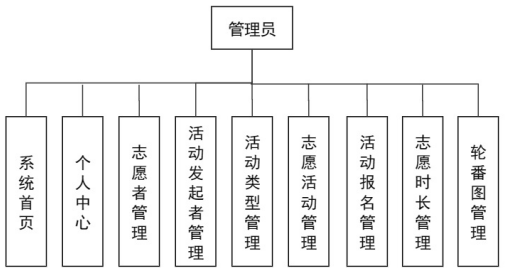 管理员
系统首页
个人中心
志愿者管理
活动发起者管理
活动类型管理
志愿活动管理
活动报名管理
志愿时长管理
轮番图管理